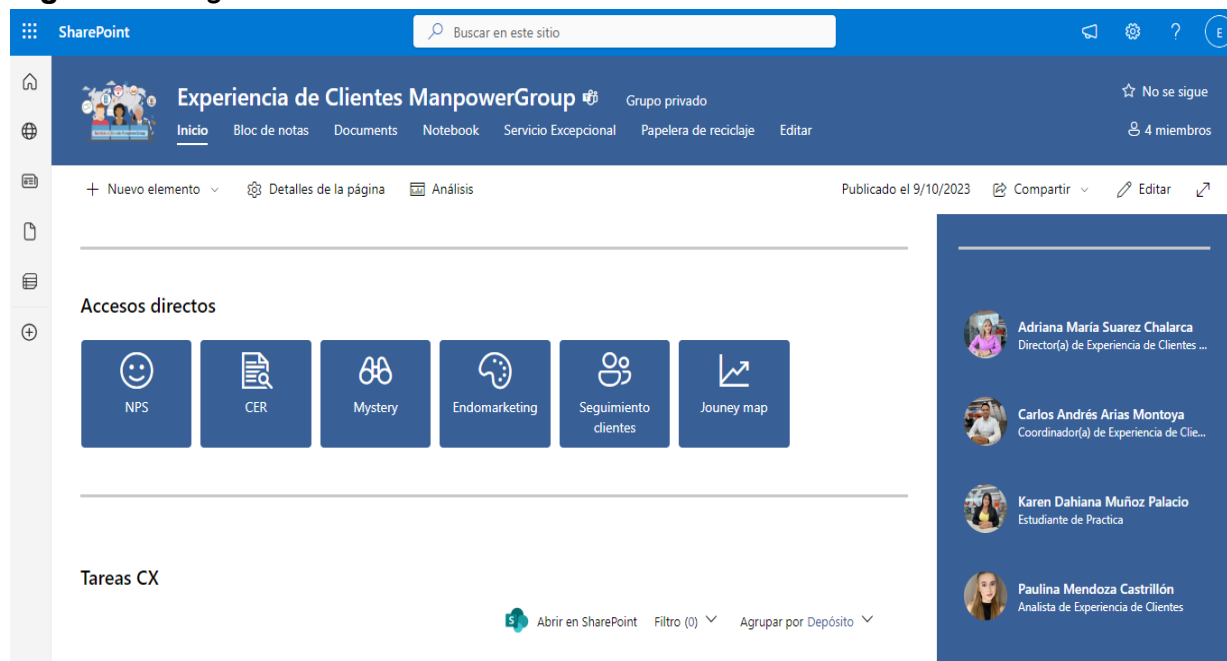 SharePoint
Buscar en este sitio
?
E
Experiencia de Clientes ManpowerGroup
Grupo privado
No se sigue
Inicio Bloc de notas Documents Notebook Servicio Excepcional Papelera de reciclaje Editar
4 miembros
Nuevo elemento Detalles de la página Análisis
Publicado el 9/10/2023 Compartir Editar
Accesos directos
NPS
CER
Mystery
Endomarketing
Seguimiento
clientes
Jouney map
Adriana María Suarez Chalarca
Director(a) de Experiencia de Clientes ...
Carlos Andrés Arias Montoya
Coordinador(a) de Experiencia de Clie...
Karen Dahiana Muñoz Palacio
Estudiante de Practica
Paulina Mendoza Castrillón
Analista de Experiencia de Clientes
Tareas CX
Abrir en SharePoint Filtro (0) Agrupar por Depósito